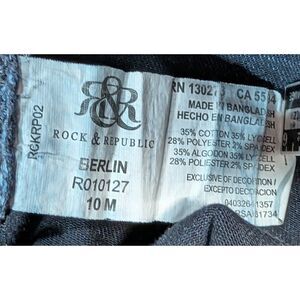 R&R
ROCK & REPUBLIC
RCKRP02
BERLIN
R010127
10 M
MADE IN BANGLADESH
HECHO EN BANGLADESH
35% COTTON 35% LYOCELL
28% POLYESTER 2% SPANDEX
35% ALGODON 35% LYOCELL
28% POLIESTER 2% SPANDEX
EXCLUSIVE OF DECORATION /
EXCEPTO DECORACION